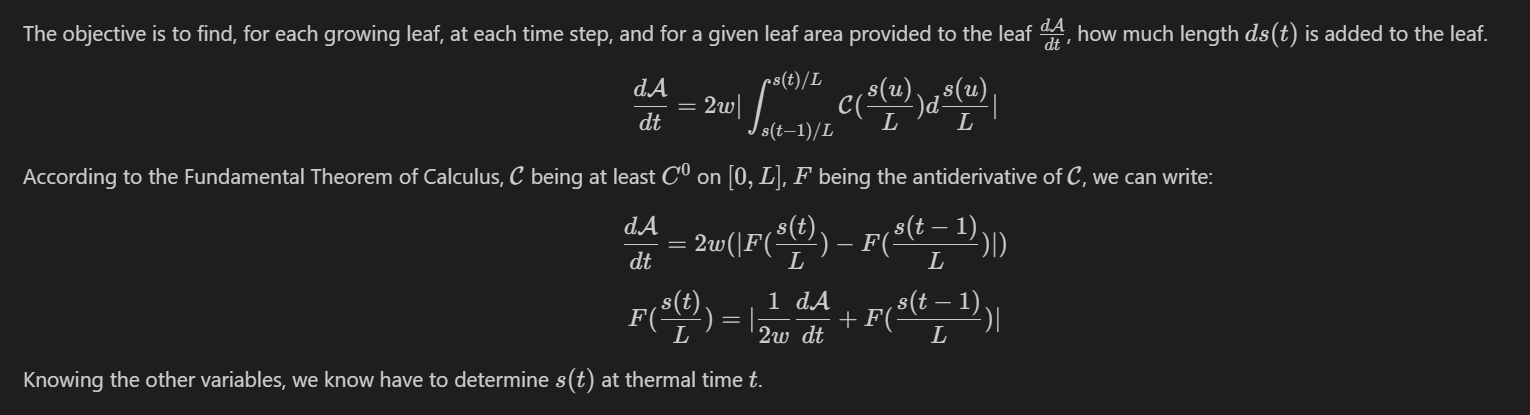 The objective is to find, for each growing leaf, at each time step, and for a given leaf area provided to the leaf $\frac{d\mathcal{A}}{dt}$, how much length $ds(t)$ is added to the leaf.
$$\frac{d\mathcal{A}}{dt} = 2w|\int_{s(t-1)/L}^{s(t)/L} \mathcal{C}(\frac{s(u)}{L})d\frac{s(u)}{L}|$$
According to the Fundamental Theorem of Calculus, $\mathcal{C}$ being at least $C^0$ on $[0, L]$, $F$ being the antiderivative of $\mathcal{C}$, we can write:
$$\frac{d\mathcal{A}}{dt} = 2w(|F(\frac{s(t)}{L}) - F(\frac{s(t-1)}{L})|)$$
$$F(\frac{s(t)}{L}) = |\frac{1}{2w}\frac{d\mathcal{A}}{dt} + F(\frac{s(t-1)}{L})|$$
Knowing the other variables, we know have to determine $s(t)$ at thermal time $t$.